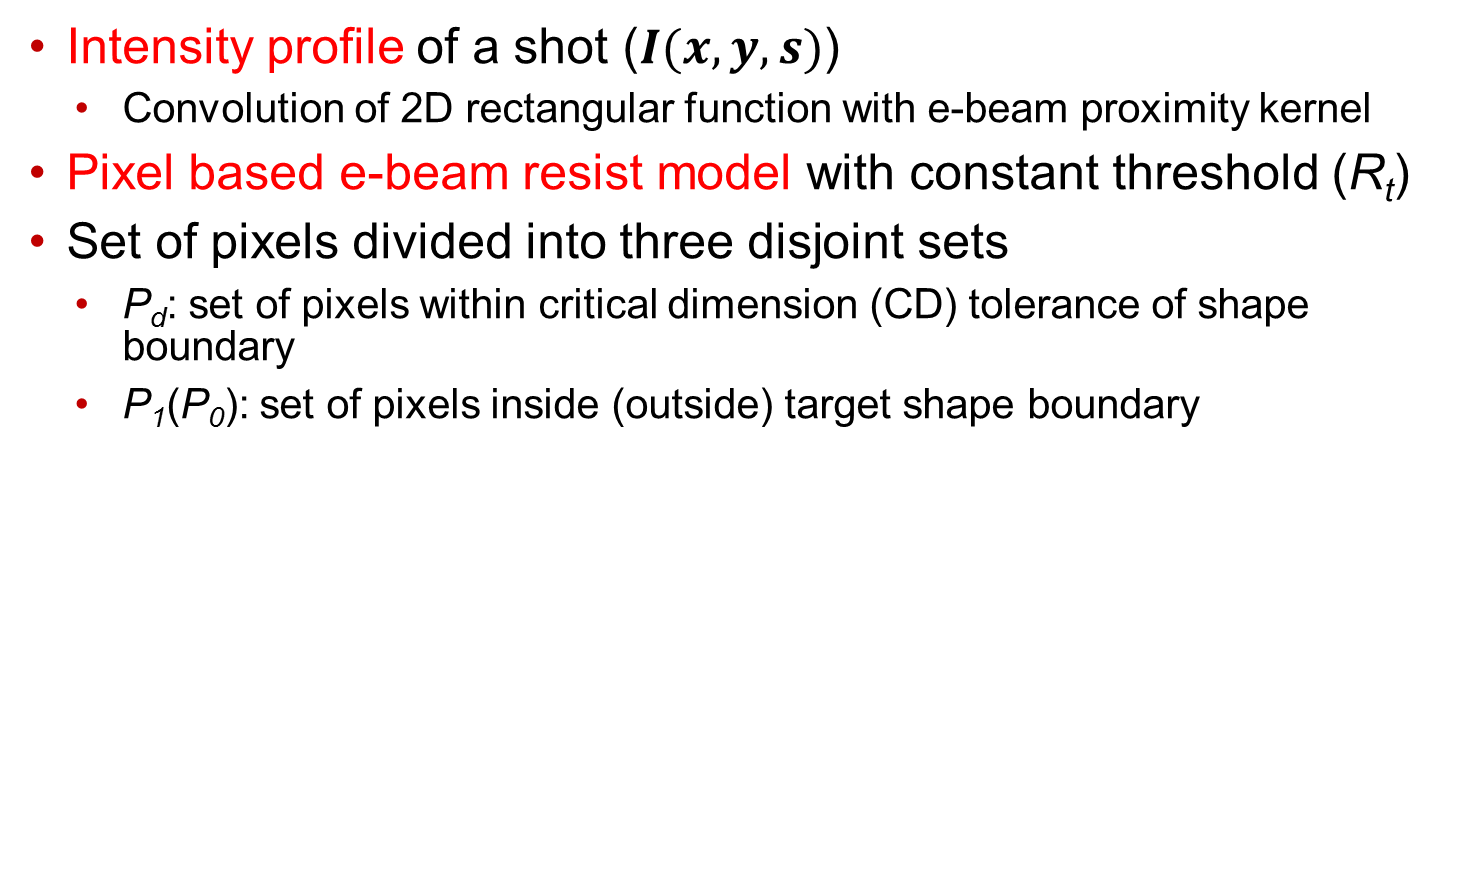 • Intensity profile of a shot (I(x, y, s))
• Convolution of 2D rectangular function with e-beam proximity kernel
• Pixel based e-beam resist model with constant threshold (Rt)
• Set of pixels divided into three disjoint sets
• Pd: set of pixels within critical dimension (CD) tolerance of shape
boundary
• P1(P0): set of pixels inside (outside) target shape boundary